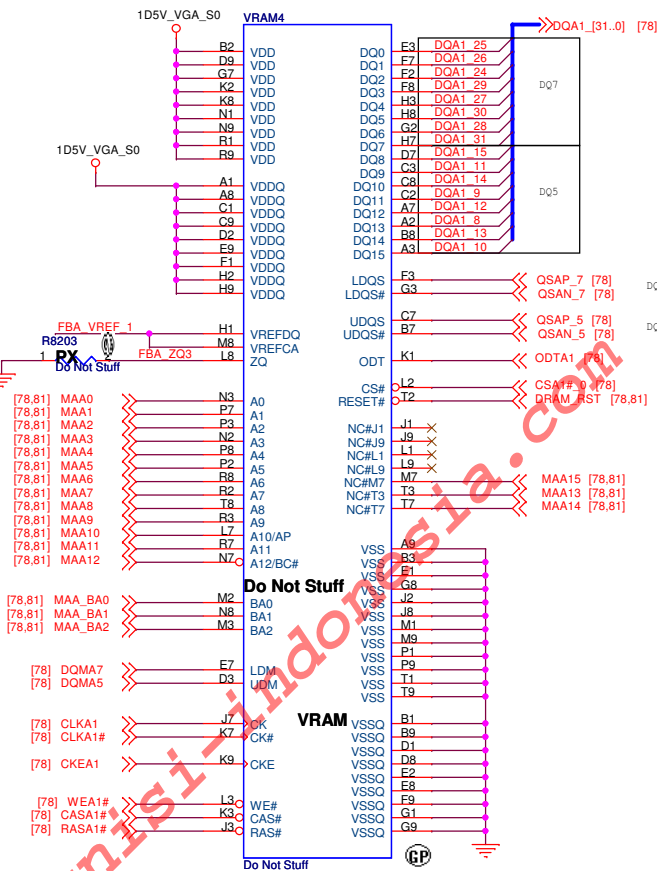 1D5V_VGA_S0
VRAM4
DQA1_[31..0] [78]
B2 VDD DQ0 E3 DQA1_25
D9 VDD DQ1 F7 DQA1_26
G7 VDD DQ2 F2 DQA1_24
K2 VDD DQ3 F8 DQA1_29
K8 VDD DQ4 H3 DQA1_27
N1 VDD DQ5 H8 DQA1_30
N9 VDD DQ6 G2 DQA1_28
R1 VDD DQ7 H7 DQA1_31
R9 VDD DQ8 D7 DQA1_15
DQ7
1D5V_VGA_S0
DQ9 C3 DQA1_11
A1 VDDQ DQ10 C8 DQA1_14
A8 VDDQ DQ11 C2 DQA1_9
C1 VDDQ DQ12 A7 DQA1_12
C9 VDDQ DQ13 A2 DQA1_8
D2 VDDQ DQ14 B8 DQA1_13
E9 VDDQ DQ15 A3 DQA1_10
DQ5
F1 VDDQ
H2 VDDQ LDQS F3 QSAP_7 [78]
H9 VDDQ LDQS# G3 QSAN_7 [78]
DQ
UDQS C7 QSAP_5 [78]
UDQS# B7 QSAN_5 [78]
DQ
FBA_VREF_1 H1 VREFDQ
M8 VREFCA
R8203
1 PX FBA_ZQ3 L8 ZQ ODT K1 ODTA1 [78]
Do Not Stuff
CS# L2 CSA1#_0 [78]
RESET# T2 DRAM_RST [78,81]
[78,81] MAA0 N3 A0
[78,81] MAA1 P7 A1
[78,81] MAA2 P3 A2 NC#J1 J1
[78,81] MAA3 N2 A3 NC#J9 J9
[78,81] MAA4 P8 A4 NC#L1 L1
[78,81] MAA5 P2 A5 NC#L9 L9
[78,81] MAA6 R8 A6 NC#M7 M7 MAA15 [78,81]
[78,81] MAA7 R2 A7 NC#T3 T3 MAA13 [78,81]
[78,81] MAA8 T8 A8 NC#T7 T7 MAA14 [78,81]
[78,81] MAA9 R3 A9
[78,81] MAA10 L7 A10/AP
[78,81] MAA11 R7 A11 VSS A9
[78,81] MAA12 N7 A12/BC# VSS B3
VSS E1
Do Not Stuff
VSS G8
[78,81] MAA_BA0 M2 BA0 VSS J2
[78,81] MAA_BA1 N8 BA1 VSS J8
[78,81] MAA_BA2 M3 BA2 VSS M1
VSS M9
VSS P1
[78] DQMA7 E7 LDM VSS P9
[78] DQMA5 D3 UDM VSS T1
VSS T9
VRAM
[78] CLKA1 J7 CK VSSQ B1
[78] CLKA1# K7 CK# VSSQ B9
VSSQ D1
[78] CKEA1 K9 CKE VSSQ D8
VSSQ E2
VSSQ E8
[78] WEA1# L3 WE# VSSQ F9
[78] CASA1# K3 CAS# VSSQ G1
[78] RASA1# J3 RAS# VSSQ G9
Do Not Stuff
GP
nisi-indonesia.com